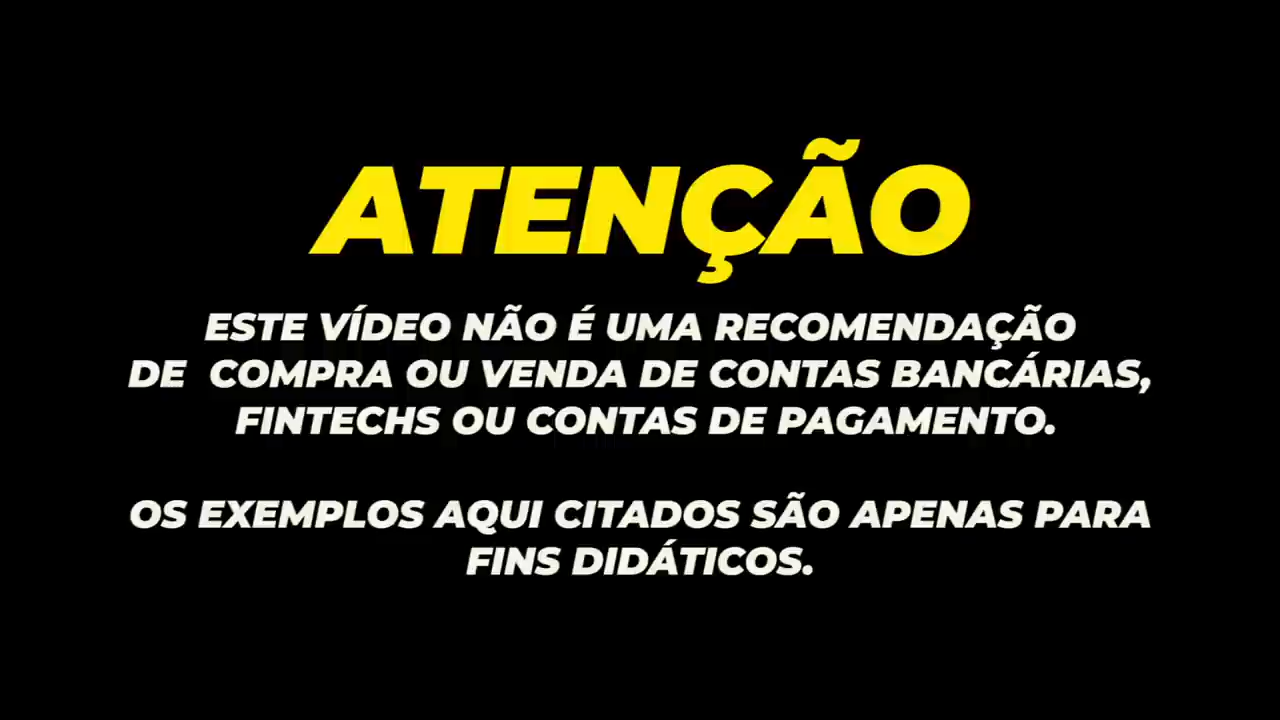 ATENÇÃO
ESTE VÍDEO NÃO É UMA RECOMENDAÇÃO
DE COMPRA OU VENDA DE CONTAS BANCÁRIAS,
FINTECHS OU CONTAS DE PAGAMENTO.
OS EXEMPLOS AQUI CITADOS SÃO APENAS PARA
FINS DIDÁTICOS.